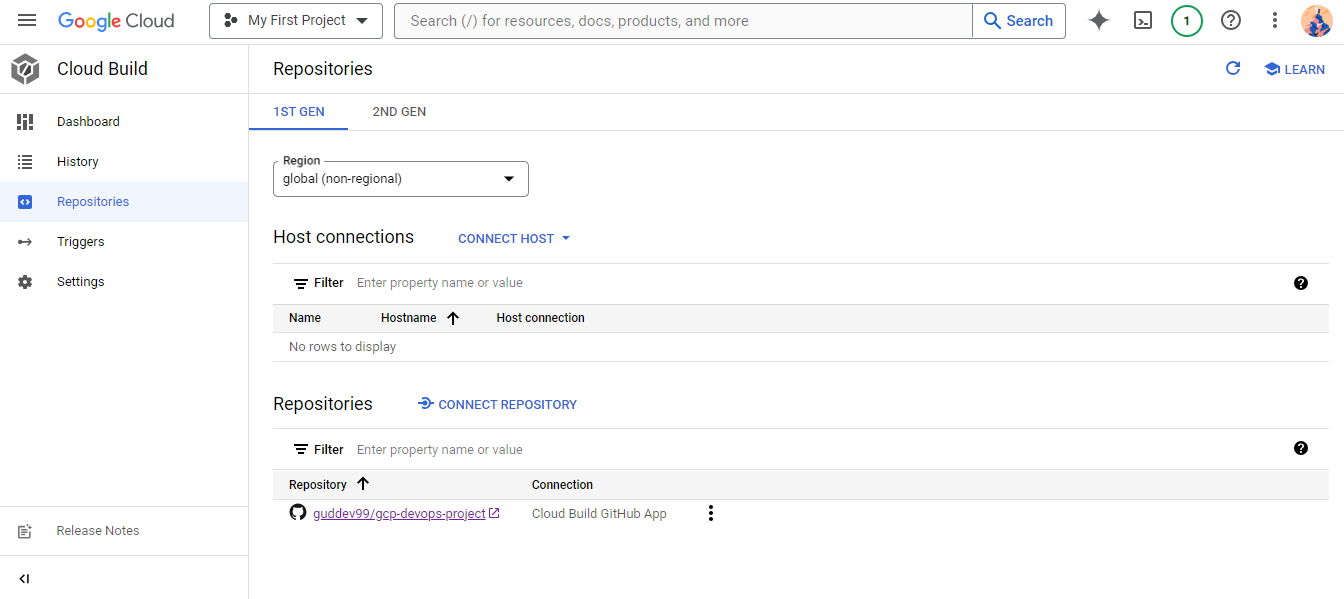 Google Cloud
My First Project
Search (/) for resources, docs, products, and more
Search
1
Cloud Build
Repositories
LEARN
Dashboard
History
Repositories
Triggers
Settings
Release Notes
1ST GEN
2ND GEN
Region
global (non-regional)
Host connections
CONNECT HOST
Filter Enter property name or value
Name Hostname Host connection
No rows to display
Repositories
CONNECT REPOSITORY
Filter Enter property name or value
Repository Connection
guddev99/gcp-devops-project Cloud Build GitHub App